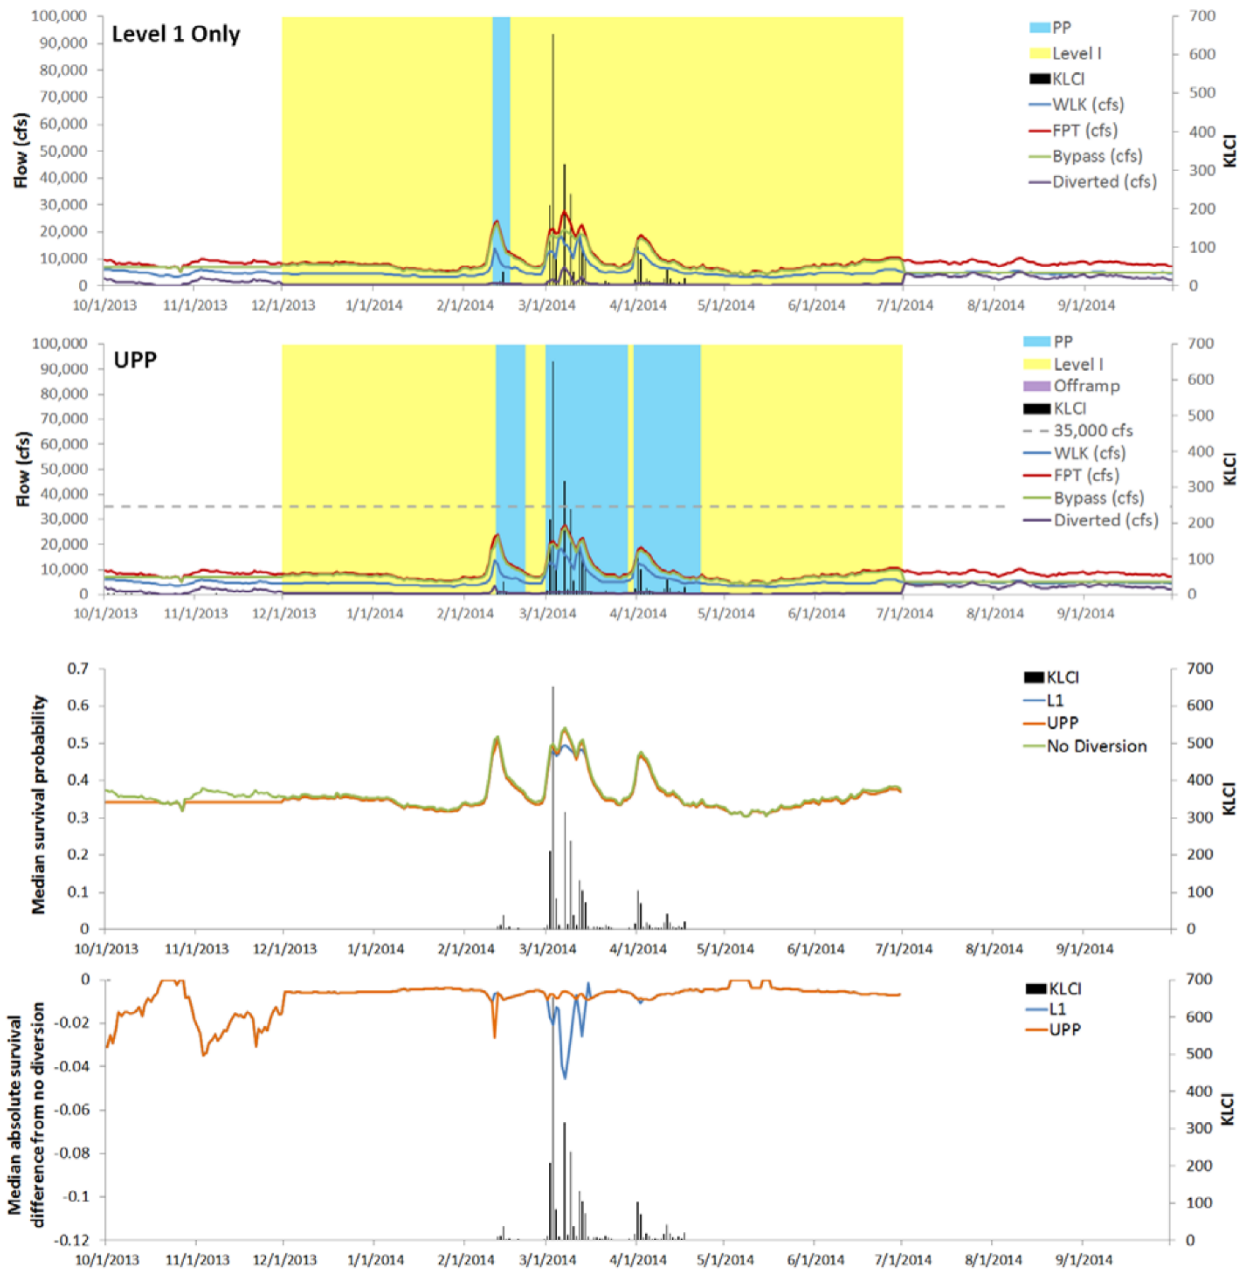 Level 1 Only
Flow (cfs)
100,000
90,000
80,000
70,000
60,000
50,000
40,000
30,000
20,000
10,000
0
10/1/2013 11/1/2013 12/1/2013 1/1/2014 2/1/2014 3/1/2014 4/1/2014 5/1/2014 6/1/2014 7/1/2014 8/1/2014 9/1/2014
700
600
500
400
300
200
100
0
KLCI
PP
Level I
KLCI
WLK (cfs)
FPT (cfs)
Bypass (cfs)
Diverted (cfs)
UPP
Flow (cfs)
100,000
90,000
80,000
70,000
60,000
50,000
40,000
30,000
20,000
10,000
0
10/1/2013 11/1/2013 12/1/2013 1/1/2014 2/1/2014 3/1/2014 4/1/2014 5/1/2014 6/1/2014 7/1/2014 8/1/2014 9/1/2014
700
600
500
400
300
200
100
0
KLCI
PP
Level I
Offramp
KLCI
35,000 cfs
WLK (cfs)
FPT (cfs)
Bypass (cfs)
Diverted (cfs)
Median survival probability
0.7
0.6
0.5
0.4
0.3
0.2
0.1
0
10/1/2013 11/1/2013 12/1/2013 1/1/2014 2/1/2014 3/1/2014 4/1/2014 5/1/2014 6/1/2014 7/1/2014 8/1/2014 9/1/2014
700
600
500
400
300
200
100
0
KLCI
KLCI
L1
UPP
No Diversion
Median absolute survival
difference from no diversion
0
-0.02
-0.04
-0.06
-0.08
-0.1
-0.12
10/1/2013 11/1/2013 12/1/2013 1/1/2014 2/1/2014 3/1/2014 4/1/2014 5/1/2014 6/1/2014 7/1/2014 8/1/2014 9/1/2014
700
600
500
400
300
200
100
0
KLCI
KLCI
L1
UPP